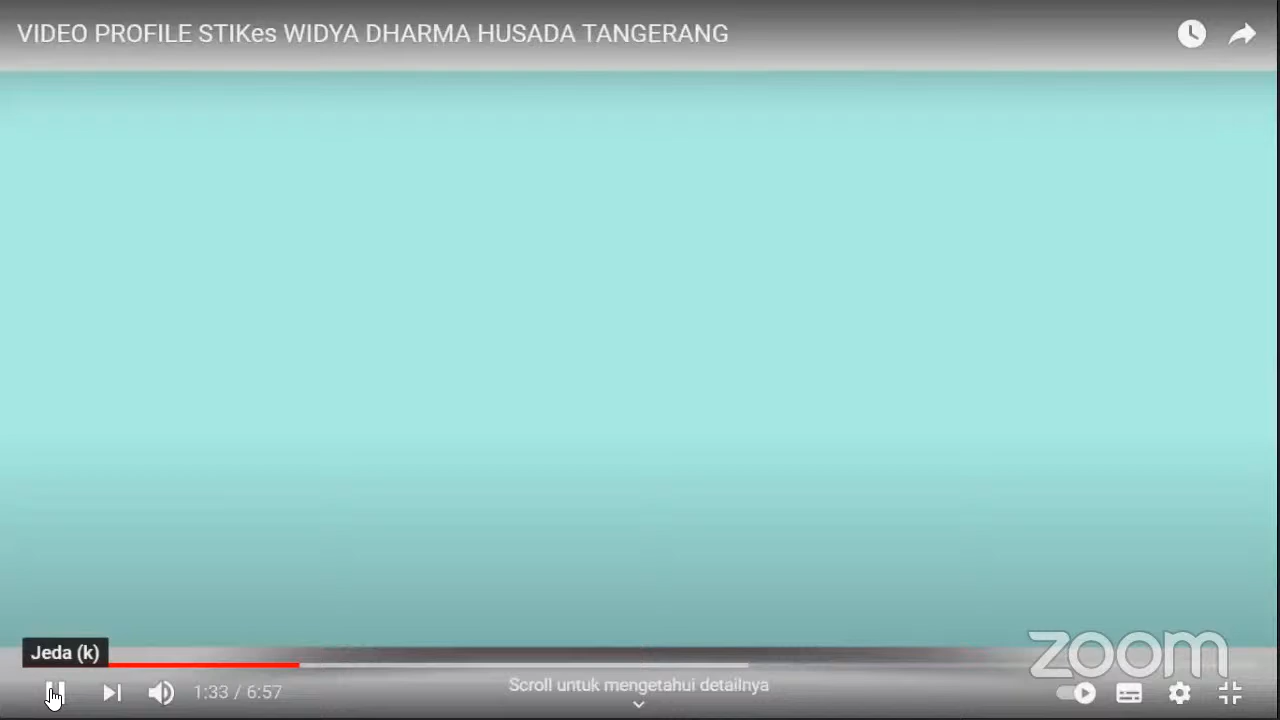 VIDEO PROFILE STIKes WIDYA DHARMA HUSADA TANGERANG
Jeda (k)
zoom
1:33 / 6:57
Scroll untuk mengetahui detailnya